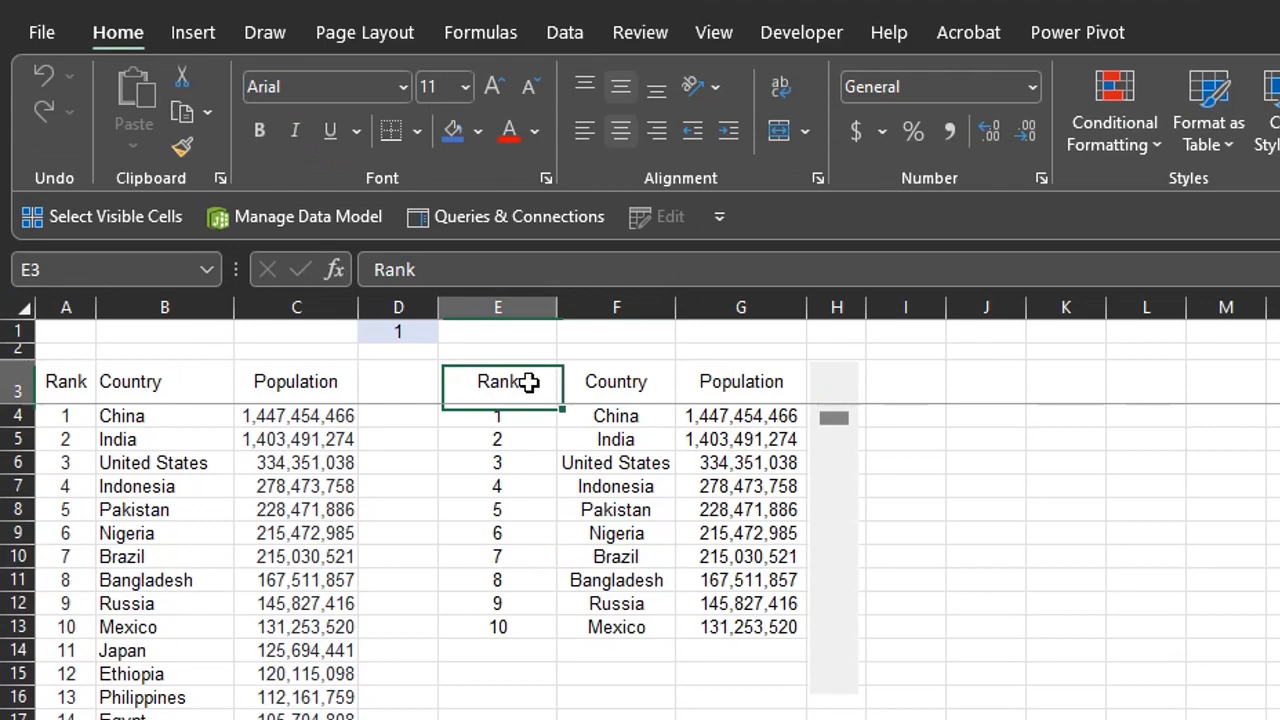 File Home Insert Draw Page Layout Formulas Data Review View Developer Help Acrobat Power Pivot
Arial 11 General
Paste Conditional Formatting Format as Table
B I U A ab $ % 9 .00 .00
Undo Clipboard Font Alignment Number Styles
Select Visible Cells Manage Data Model Queries & Connections Edit
E3 fx Rank
A B C D E F G H I J K L M
1 1
2
3 Rank Country Population Rank Country Population
4 1 China 1,447,454,466 1 China 1,447,454,466
5 2 India 1,403,491,274 2 India 1,403,491,274
6 3 United States 334,351,038 3 United States 334,351,038
7 4 Indonesia 278,473,758 4 Indonesia 278,473,758
8 5 Pakistan 228,471,886 5 Pakistan 228,471,886
9 6 Nigeria 215,472,985 6 Nigeria 215,472,985
10 7 Brazil 215,030,521 7 Brazil 215,030,521
11 8 Bangladesh 167,511,857 8 Bangladesh 167,511,857
12 9 Russia 145,827,416 9 Russia 145,827,416
13 10 Mexico 131,253,520 10 Mexico 131,253,520
14 11 Japan 125,694,441
15 12 Ethiopia 120,115,098
16 13 Philippines 112,161,759
17 14 Egypt